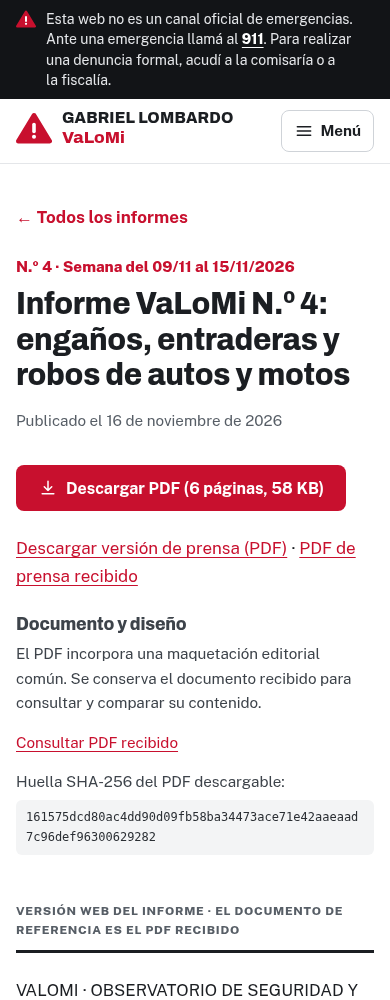 Esta web no es un canal oficial de emergencias.
Ante una emergencia llamá al 911. Para realizar
una denuncia formal, acudí a la comisaría o a
la fiscalía.
GABRIEL LOMBARDO
VaLoMi
Menú
← Todos los informes
N.º 4 · Semana del 09/11 al 15/11/2026
Informe VaLoMi N.º 4:
engaños, entraderas y
robos de autos y motos
Publicado el 16 de noviembre de 2026
Descargar PDF (6 páginas, 58 KB)
Descargar versión de prensa (PDF) · PDF de
prensa recibido
Documento y diseño
El PDF incorpora una maquetación editorial
común. Se conserva el documento recibido para
consultar y comparar su contenido.
Consultar PDF recibido
Huella SHA-256 del PDF descargable:
161575dcd80ac4dd90d09fb58ba34473ace71e42aaeaad
7c96def96300629282
VERSIÓN WEB DEL INFORME · EL DOCUMENTO DE
REFERENCIA ES EL PDF RECIBIDO
VALOMI · OBSERVATORIO DE SEGURIDAD Y